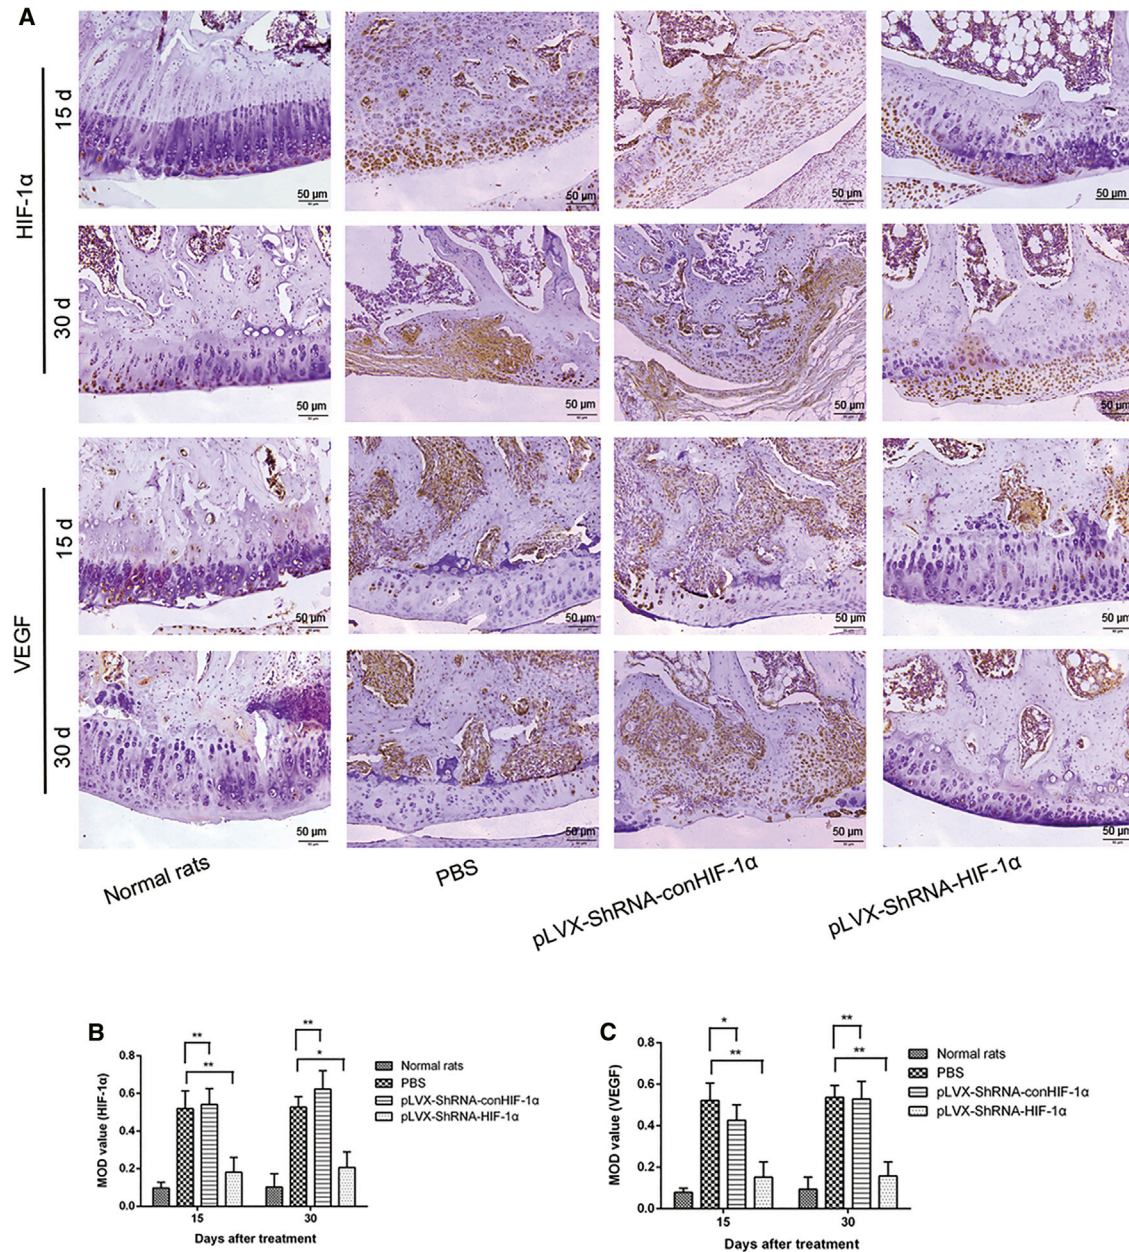 A
HIF-1α
15 d
50 µm
50 µm
50 µm
50 µm
30 d
50 µm
50 µm
50 µm
50 µm
VEGF
15 d
50 µm
50 µm
50 µm
50 µm
30 d
50 µm
50 µm
50 µm
50 µm
Normal rats
PBS
pLVX-ShRNA-conHIF-1α
pLVX-ShRNA-HIF-1α
B
MOD value (HIF-1α)
0.8
0.6
0.4
0.2
0.0
**
**
**
*
15
30
Days after treatment
Normal rats
PBS
pLVX-ShRNA-conHIF-1α
pLVX-ShRNA-HIF-1α
C
MOD value (VEGF)
0.8
0.6
0.4
0.2
0.0
*
**
**
**
15
30
Days after treatment
Normal rats
PBS
pLVX-ShRNA-conHIF-1α
pLVX-ShRNA-HIF-1α